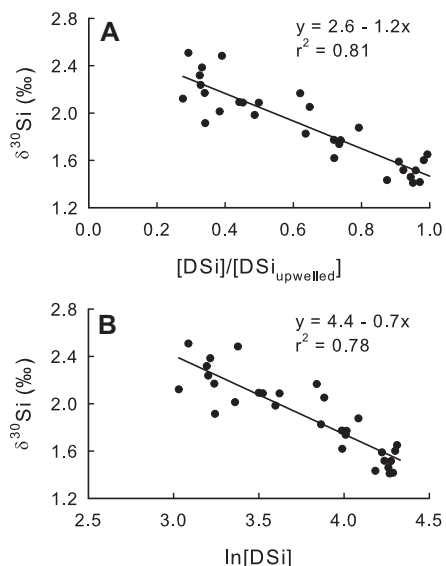 A
y = 2.6 - 1.2x
r² = 0.81
2.8
2.4
2.0
1.6
1.2
δ³⁰Si (‰)
0.0 0.2 0.4 0.6 0.8 1.0
[DSi]/[DSi upwelled]
B
y = 4.4 - 0.7x
r² = 0.78
2.8
2.4
2.0
1.6
1.2
δ³⁰Si (‰)
2.5 3.0 3.5 4.0 4.5
ln[DSi]